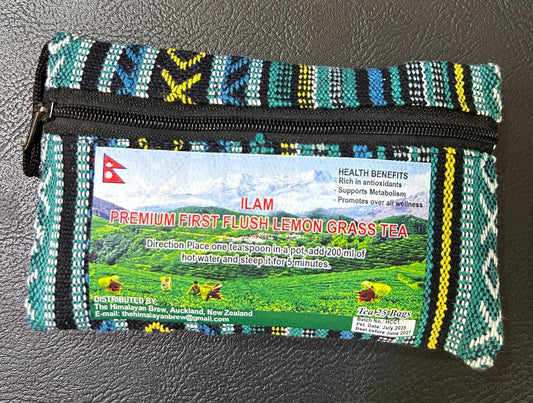 HEALTH BENEFITS
- Rich in antioxidants
- Supports Metabolism
- Promotes over all wellness
ILAM
PREMIUM FIRST FLUSH LEMON GRASS TEA
Direction Place one tea spoon in a pot, add 200 ml of
hot water and steep it for 5 minutes.
DISTRIBUTED BY.
The Himalayan Brew, Auckland, New Zealand
E-mail: thehimalayanbrew@gmail.com
Tea 25 Bags
Batch No.
Pkt. Date: July 2025
Best before June 2027